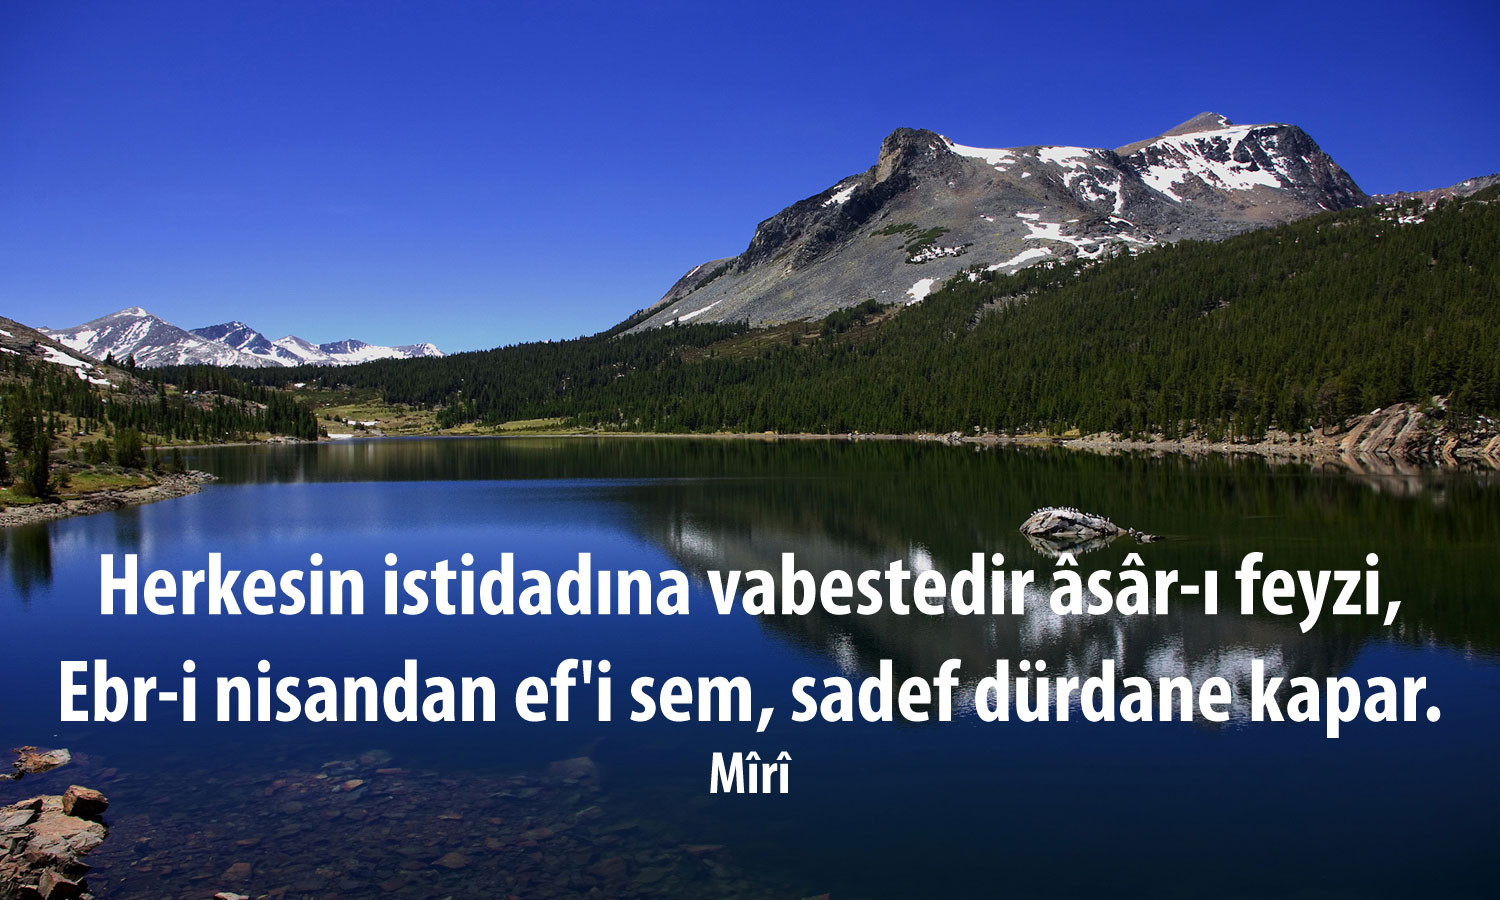 Herkesin istidadına vabestedir âsâr-ı feyzi,
Ebr-i nisandan ef'i sem, sadef dürdane kapar.
Mîrî